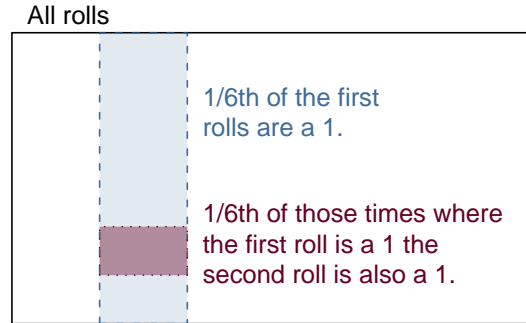 All rolls
1/6th of the first
rolls are a 1.
1/6th of those times where
the first roll is a 1 the
second roll is also a 1.